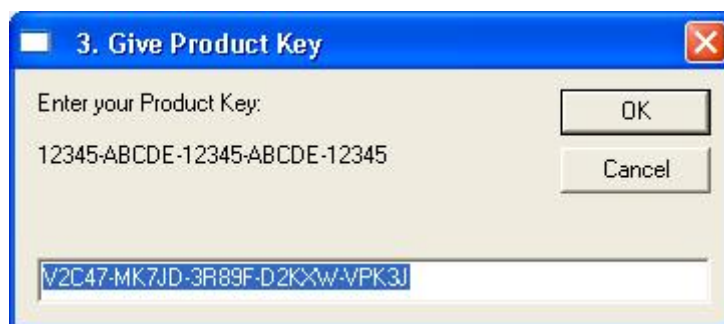 3. Give Product Key
Enter your Product Key:
OK
12345-ABCDE-12345-ABCDE-12345
Cancel
V2C47-MK7JD-3R89F-D2KXW-VPK3J